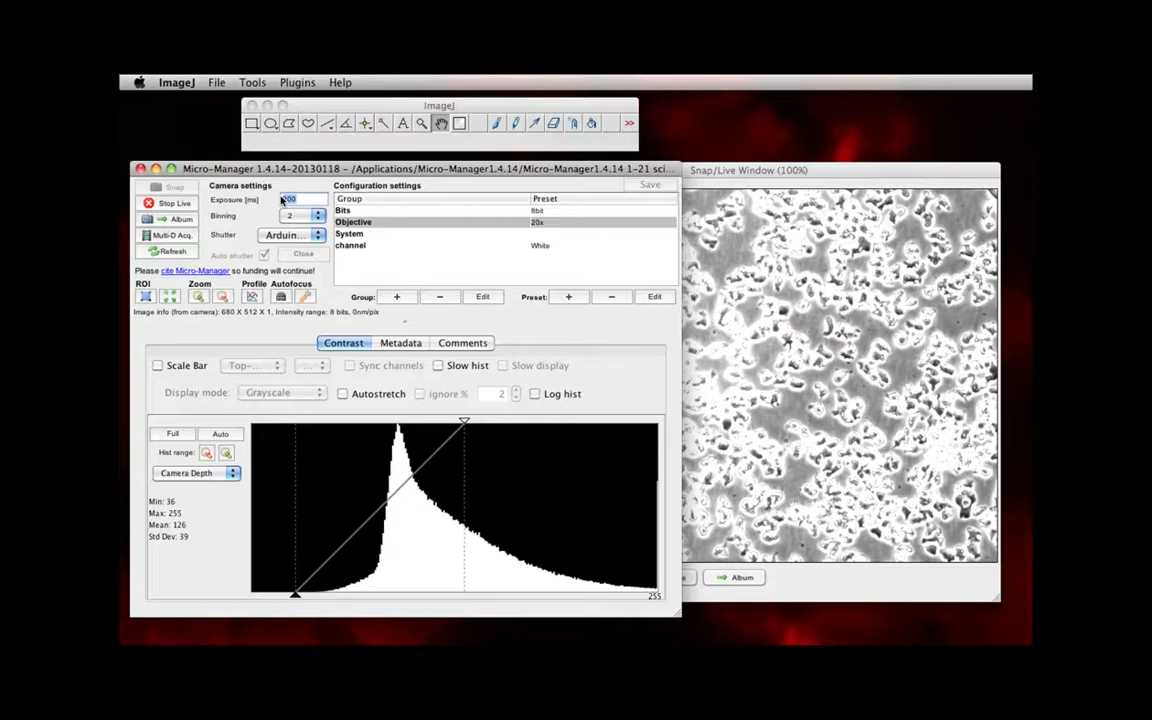 ImageJ File Tools Plugins Help
ImageJ
A >>
Micro-Manager 1.4.14-20130118 - /Applications/Micro-Manager1.4.14/Micro-Manager1.4.14 1-21 sci...
Snap/Live Window (100%)
Snap
Stop Live
Album
Multi-D Acq.
Refresh
Camera settings
Exposure [ms] 200
Binning 2
Shutter Arduin...
Auto shutter Close
Configuration settings Save
Group Preset
Bits 8bit
Objective 20x
System
channel White
Please cite Micro-Manager so funding will continue!
ROI Zoom Profile Autofocus
Group: + − Edit Preset: + − Edit
Image info (from camera): 680 X 512 X 1, Intensity range: 8 bits, 0nm/pix
Contrast Metadata Comments
Scale Bar Top-... ... Sync channels Slow hist Slow display
Display mode: Grayscale Autostretch ignore % 2 Log hist
Full Auto
Hist range:
Camera Depth
Min: 36
Max: 255
Mean: 126
Std Dev: 39
255
Album